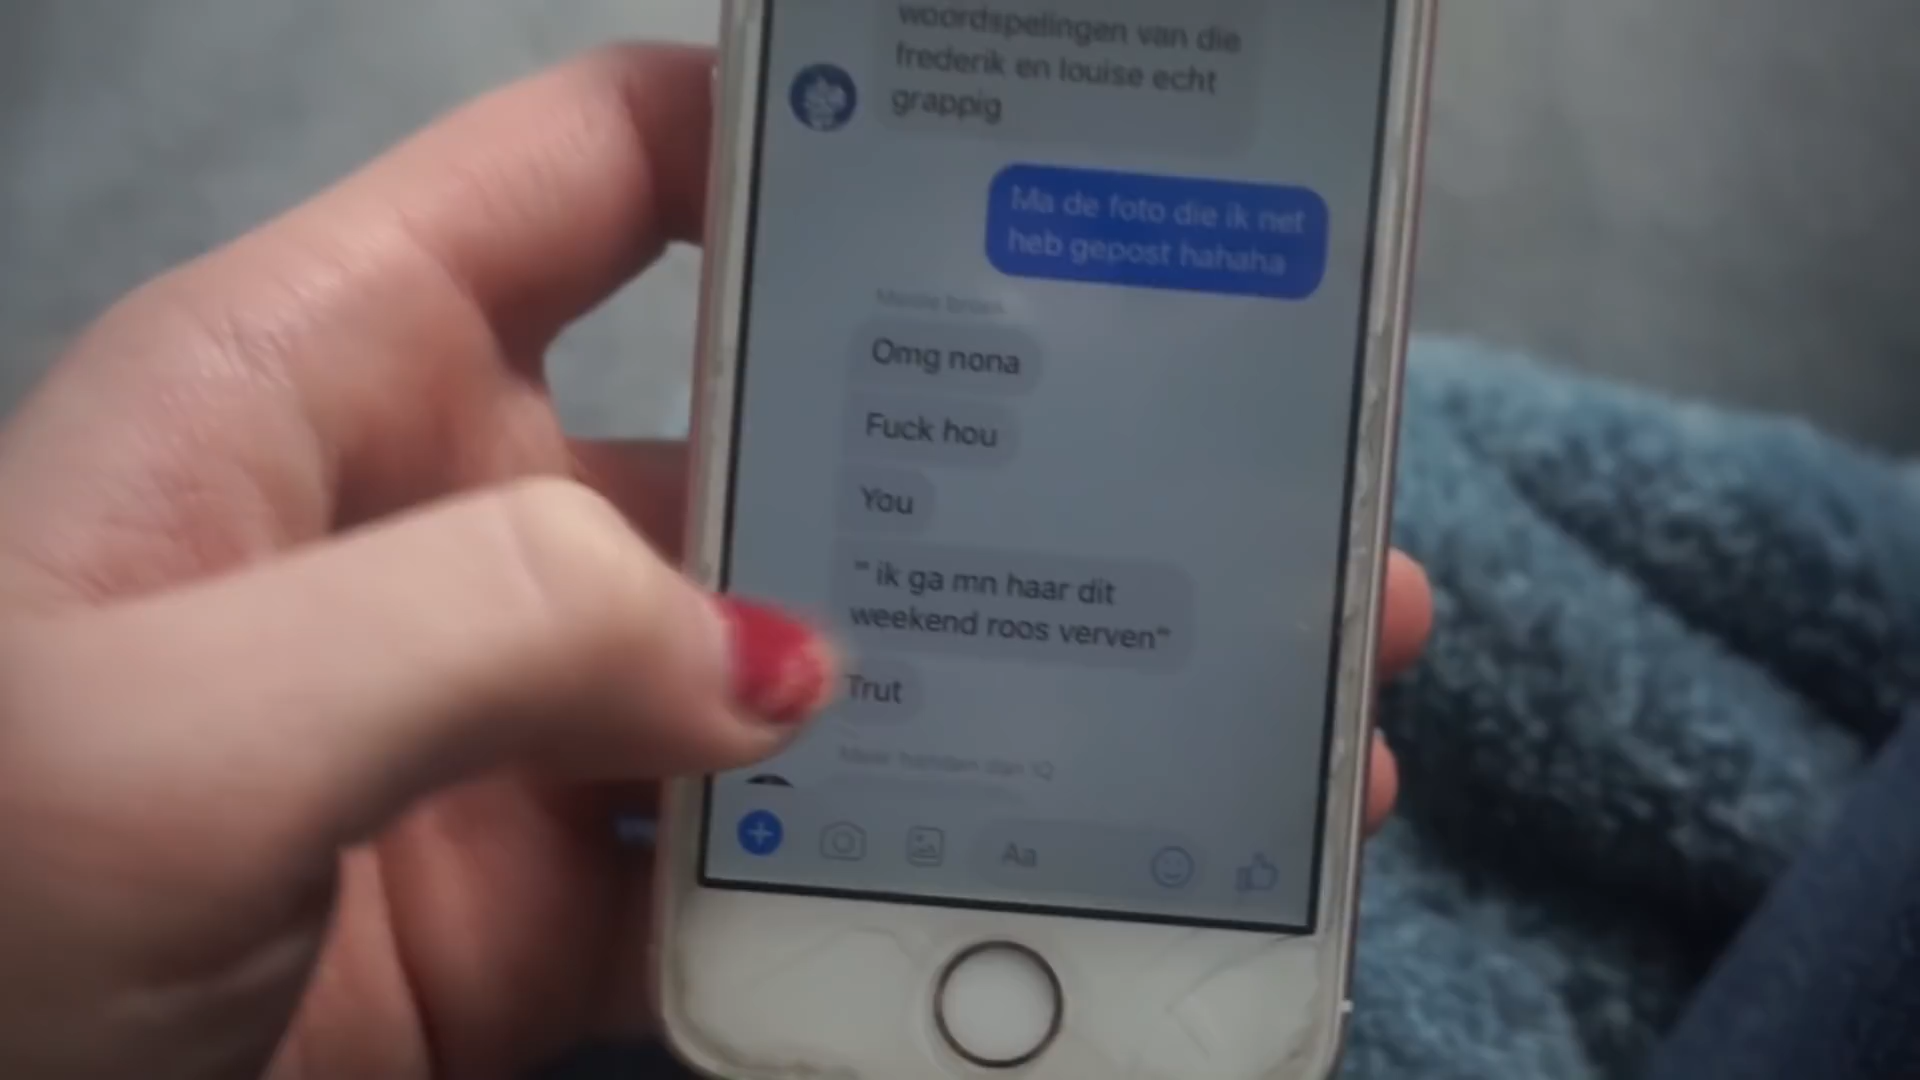 woordspelingen van die
frederik en louise echt
grappig
Ma de foto die ik net
heb gepost hahaha
Omg nona
Fuck hou
You
"' ik ga mn haar dit
weekend roos verven"'
Trut
Aa